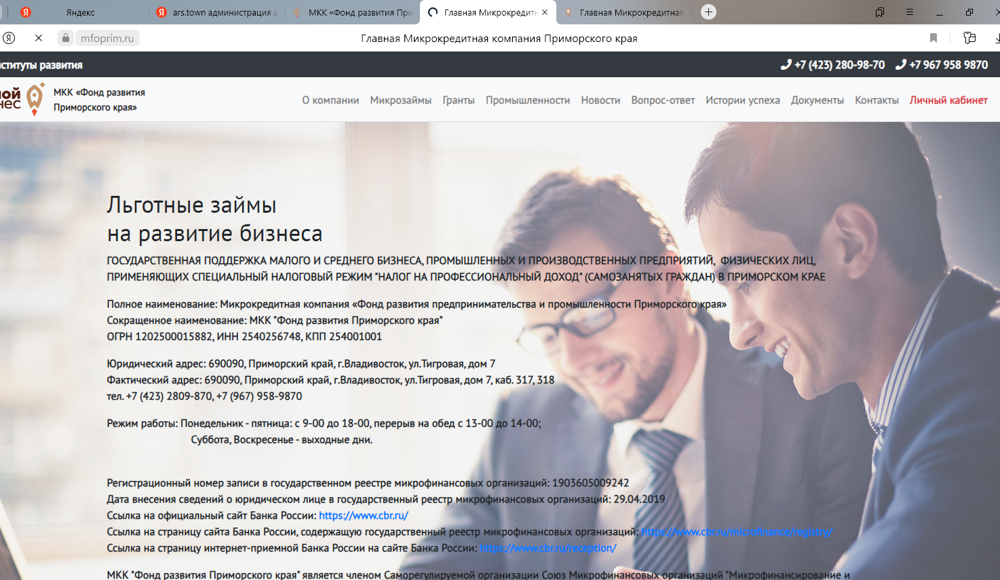 Яндекс
ars.town администрация а
МКК «Фонд развития При
Главная Микрокредитн
Главная Микрокредитная
mfoprim.ru
Главная Микрокредитная компания Приморского края
ституты развития
+7 (423) 280-98-70
+7 967 958 9870
МКК «Фонд развития
Приморского края»
О компании
Микрозаймы
Гранты
Промышленности
Новости
Вопрос-ответ
Истории успеха
Документы
Контакты
Личный кабинет
Льготные займы
на развитие бизнеса
ГОСУДАРСТВЕННАЯ ПОДДЕРЖКА МАЛОГО И СРЕДНЕГО БИЗНЕСА, ПРОМЫШЛЕННЫХ И ПРОИЗВОДСТВЕННЫХ ПРЕДПРИЯТИЙ, ФИЗИЧЕСКИХ ЛИЦ,
ПРИМЕНЯЮЩИХ СПЕЦИАЛЬНЫЙ НАЛОГОВЫЙ РЕЖИМ "НАЛОГ НА ПРОФЕССИОНАЛЬНЫЙ ДОХОД" (САМОЗАНЯТЫХ ГРАЖДАН) В ПРИМОРСКОМ КРАЕ
Полное наименование: Микрокредитная компания «Фонд развития предпринимательства и промышленности Приморского края»
Сокращенное наименование: МКК "Фонд развития Приморского края"
ОГРН 1202500015882, ИНН 2540256748, КПП 254001001
Юридический адрес: 690090, Приморский край, г.Владивосток, ул.Тигровая, дом 7
Фактический адрес: 690090, Приморский край, г.Владивосток, ул.Тигровая, дом 7, каб. 317, 318
тел. +7 (423) 2809-870, +7 (967) 958-9870
Режим работы: Понедельник - пятница: с 9-00 до 18-00, перерыв на обед с 13-00 до 14-00;
Суббота, Воскресенье - выходные дни.
Регистрационный номер записи в государственном реестре микрофинансовых организаций: 1903605009242
Дата внесения сведений о юридическом лице в государственный реестр микрофинансовых организаций: 29.04.2019
Ссылка на официальный сайт Банка России: https://www.cbr.ru/
Ссылка на страницу сайта Банка России, содержащую государственный реестр микрофинансовых организаций: https://www.cbr.ru/microfinance/registry/
Ссылка на страницу интернет-приемной Банка России на сайте Банка России: https://www.cbr.ru/reception/
МКК "Фонд развития Приморского края" является членом Саморегулируемой организации Союз Микрофинансовых организаций "Микрофинансирование и